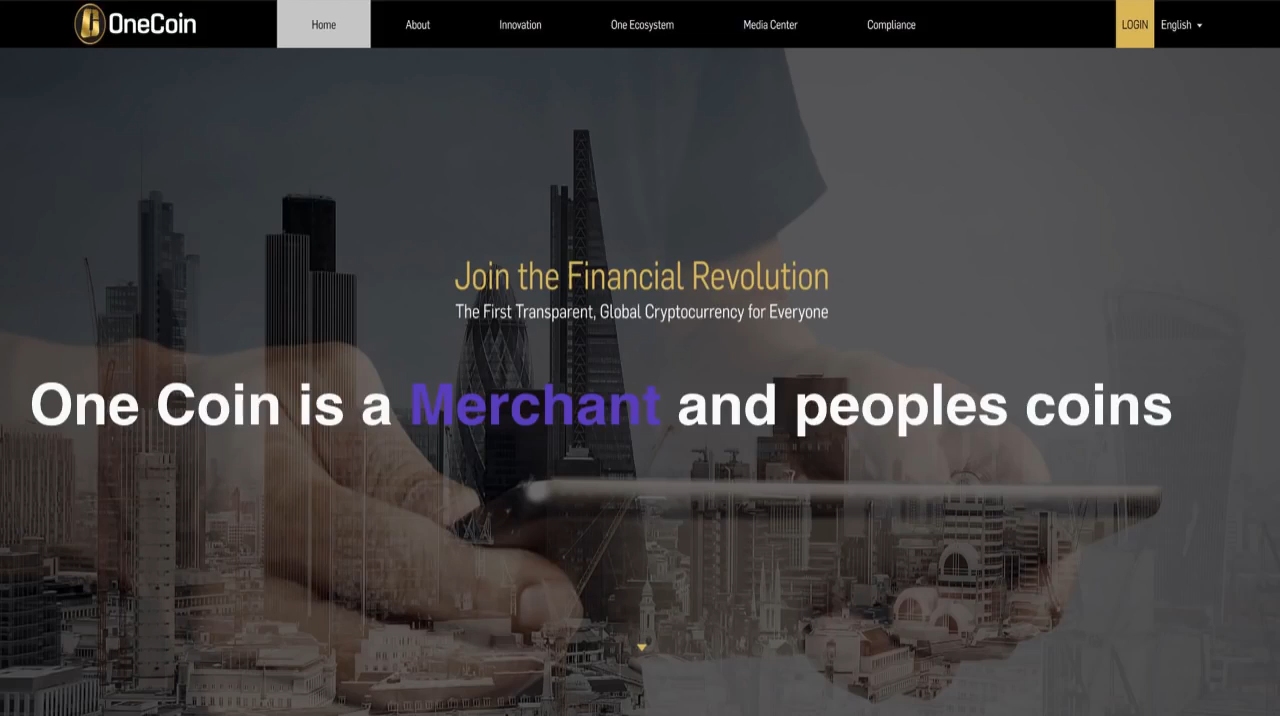 OneCoin
Home
About
Innovation
One Ecosystem
Media Center
Compliance
LOGIN
English
Join the Financial Revolution
The First Transparent, Global Cryptocurrency for Everyone
One Coin is a Merchant and peoples coins